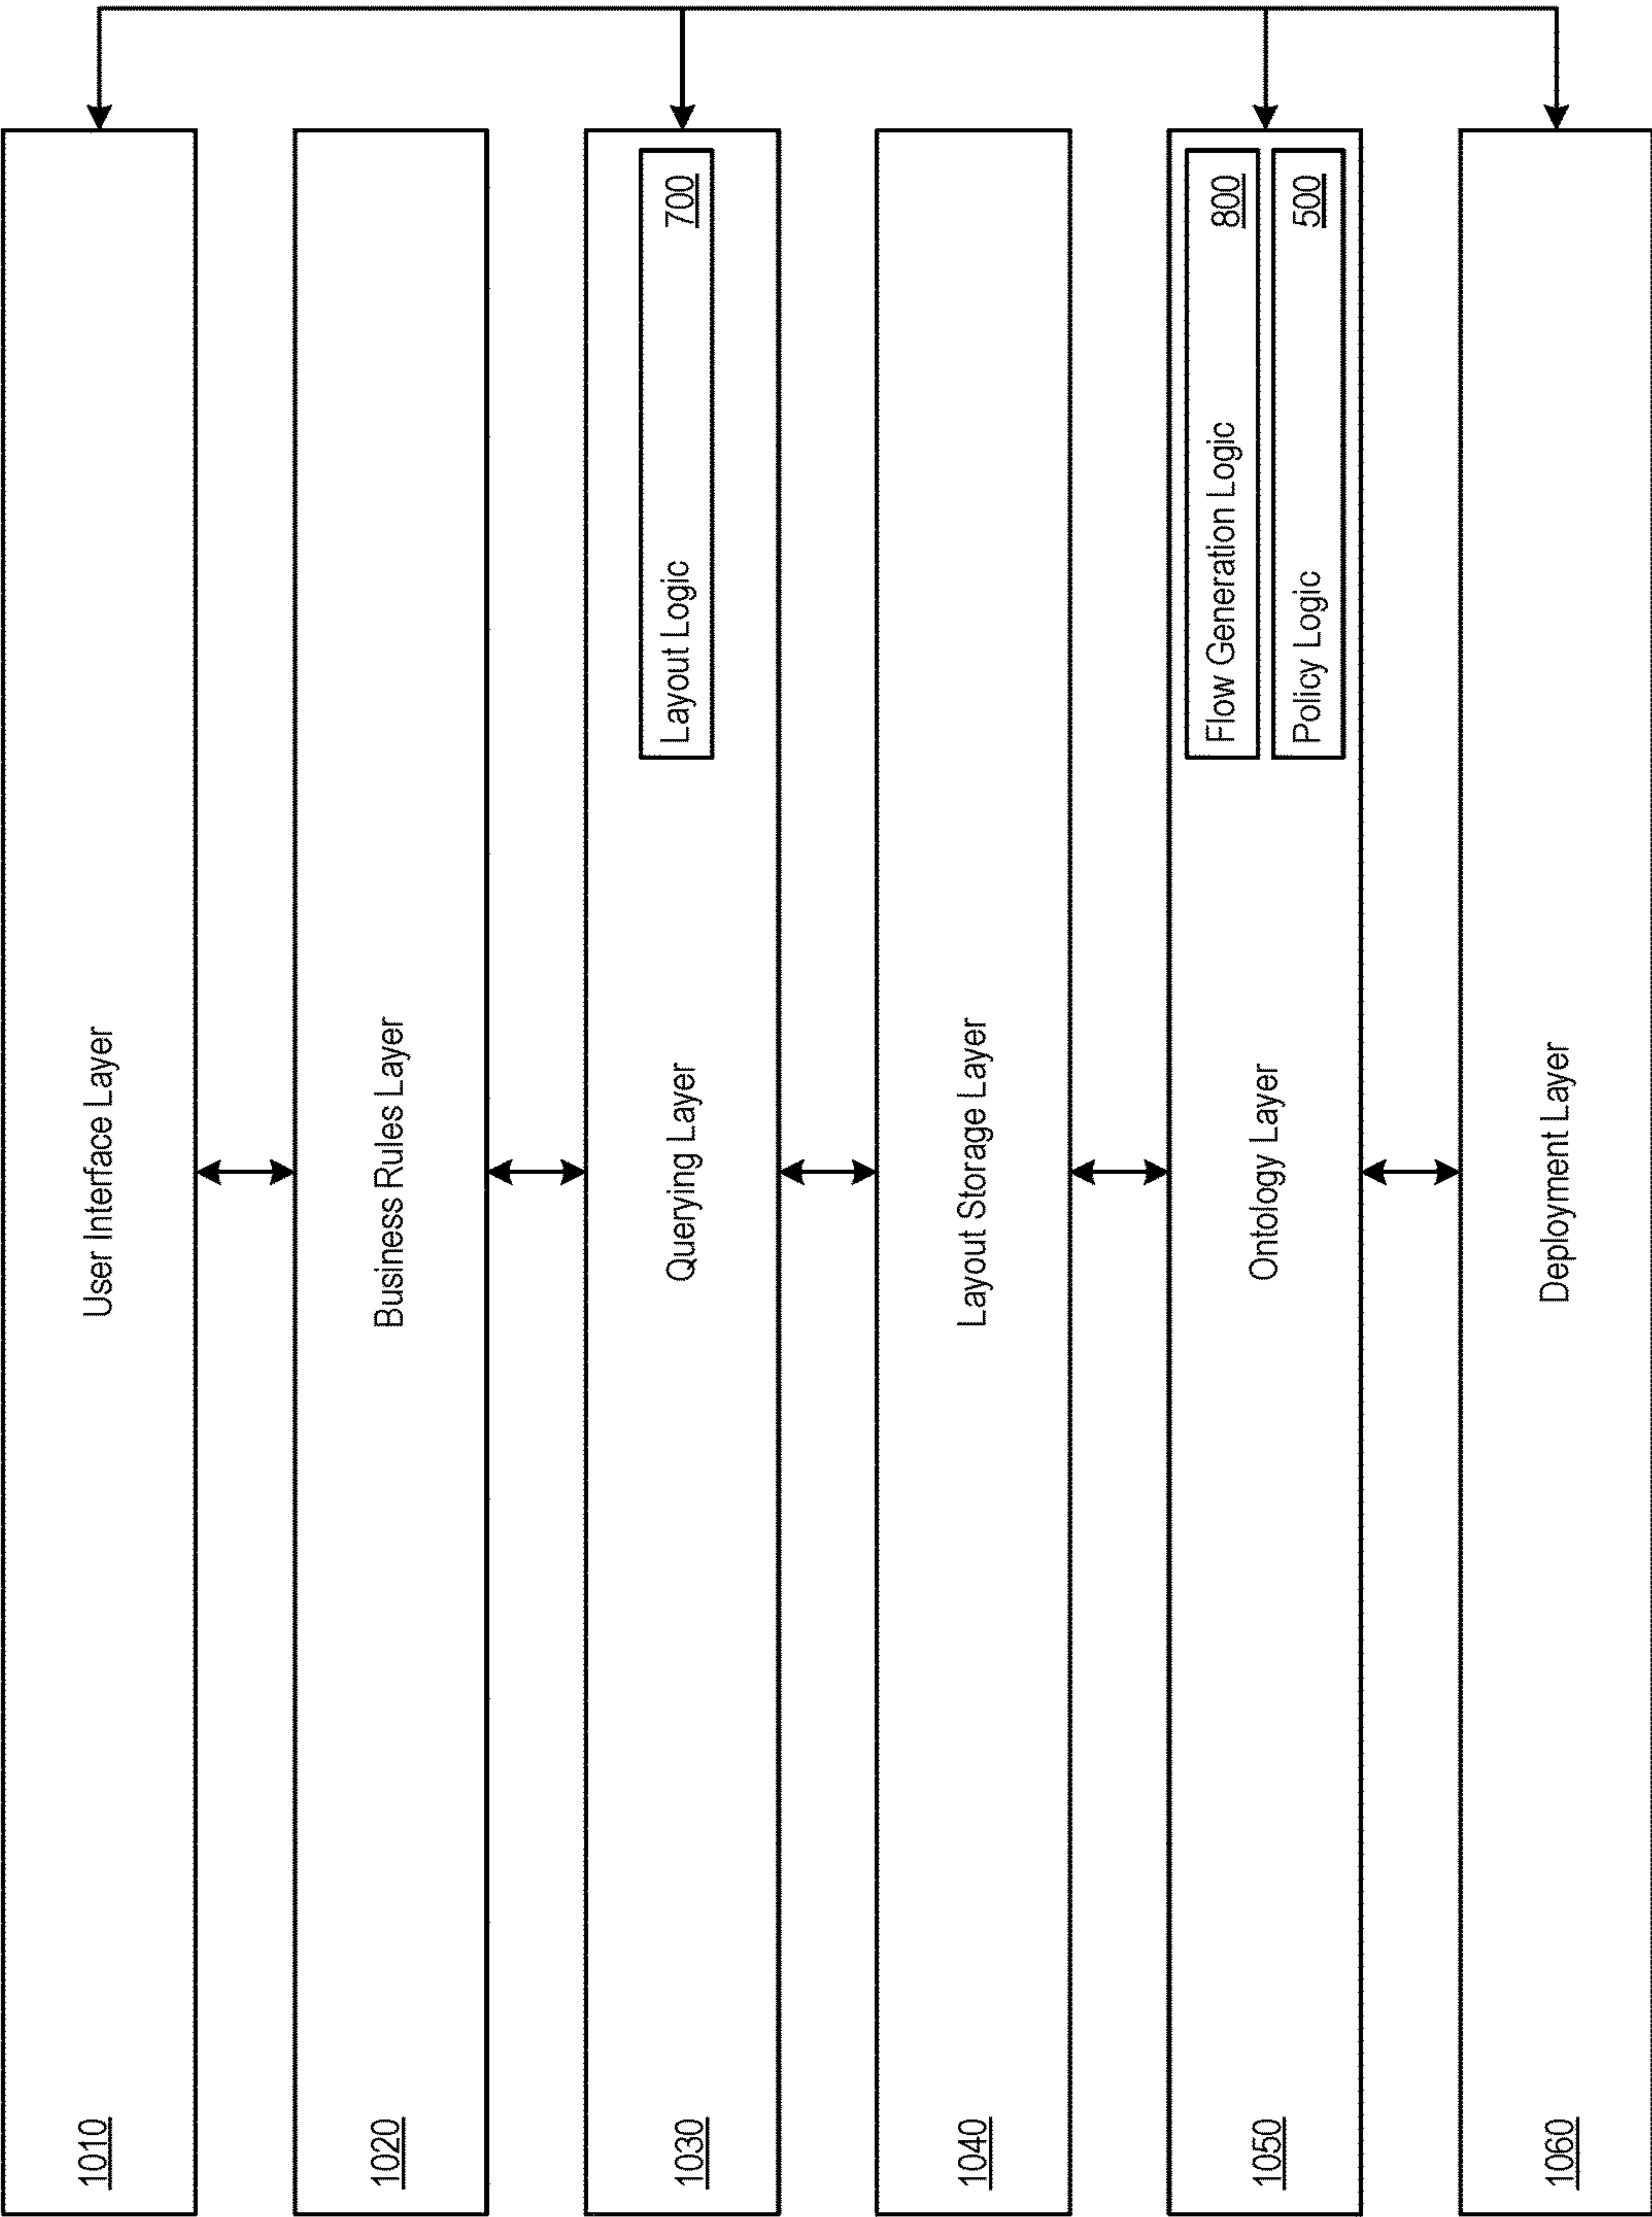 1010
User Interface Layer
1020
Business Rules Layer
1030
Querying Layer
Layout Logic
700
1040
Layout Storage Layer
1050
Ontology Layer
Flow Generation Logic
800
Policy Logic
500
1060
Deployment Layer